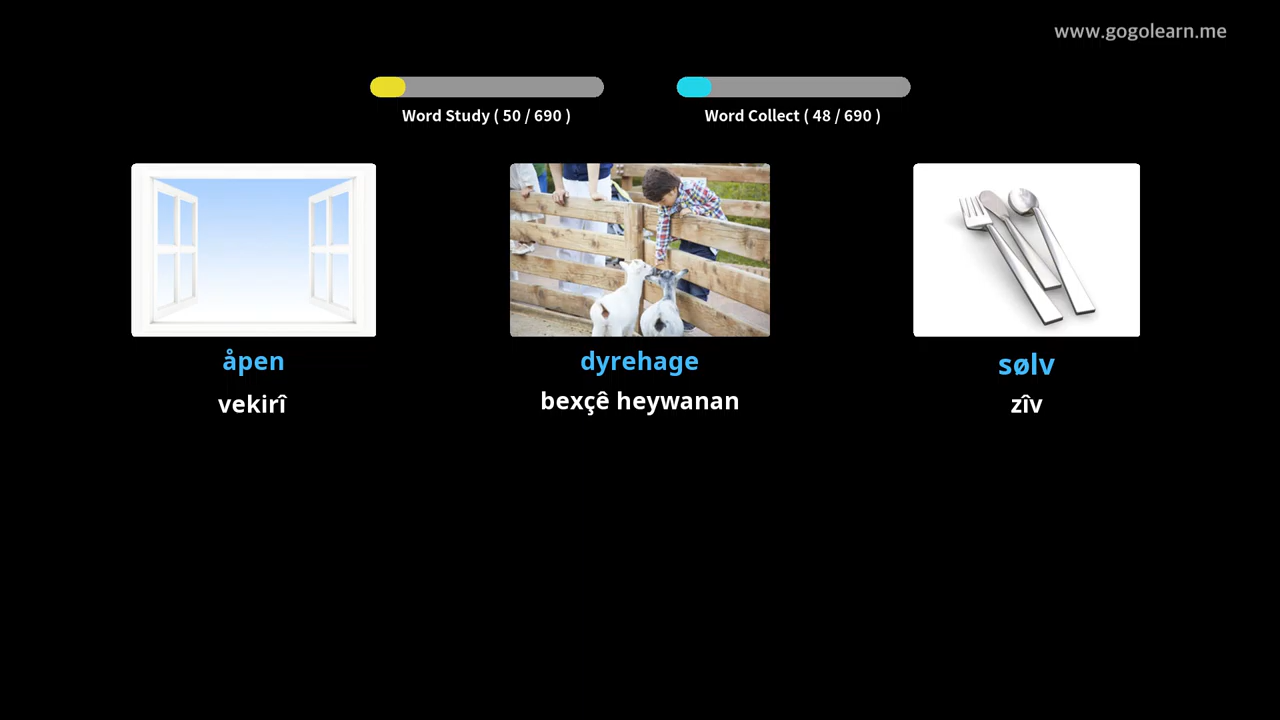 www.gogolearn.me
Word Study ( 50 / 690 )
Word Collect ( 48 / 690 )
åpen
dyrehage
sølv
vekirî
bexçê heywanan
zîv